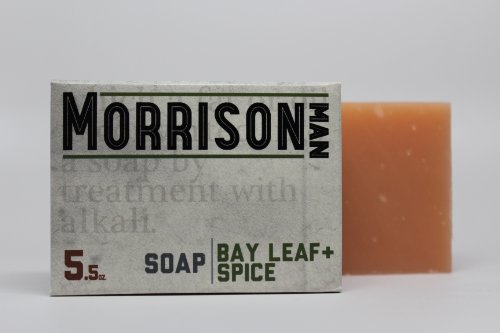 MORRISON
MAN
a soap by
treatment with
alkali.
5.5oz.
SOAP
BAY LEAF+
SPICE